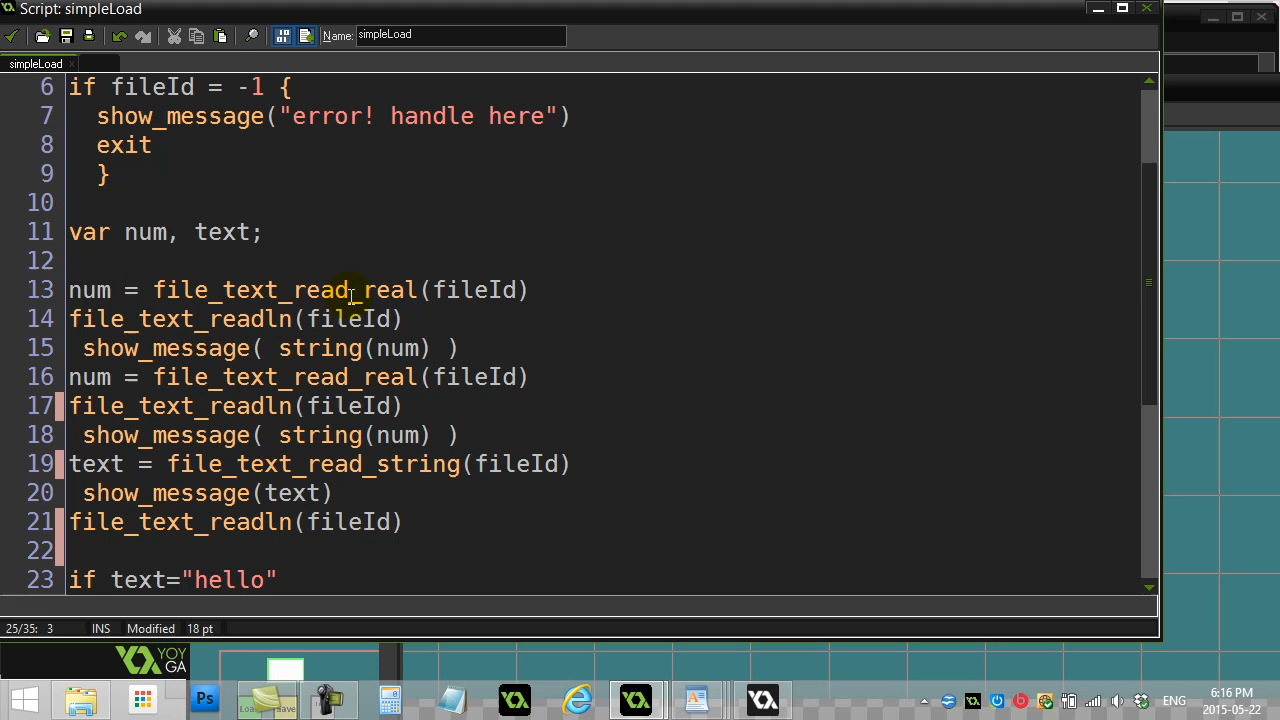 Script: simpleLoad
Name: simpleLoad
simpleLoad
6 if fileId = -1 {
7 show_message("error! handle here")
8 exit
9 }
10
11 var num, text;
12
13 num = file_text_read_real(fileId)
14 file_text_readln(fileId)
15 show_message( string(num) )
16 num = file_text_read_real(fileId)
17 file_text_readln(fileId)
18 show_message( string(num) )
19 text = file_text_read_string(fileId)
20 show_message(text)
21 file_text_readln(fileId)
22
23 if text="hello"
25/35: 3 INS Modified 18 pt
YOY
GA
Ps
ENG
6:16 PM
2015-05-22